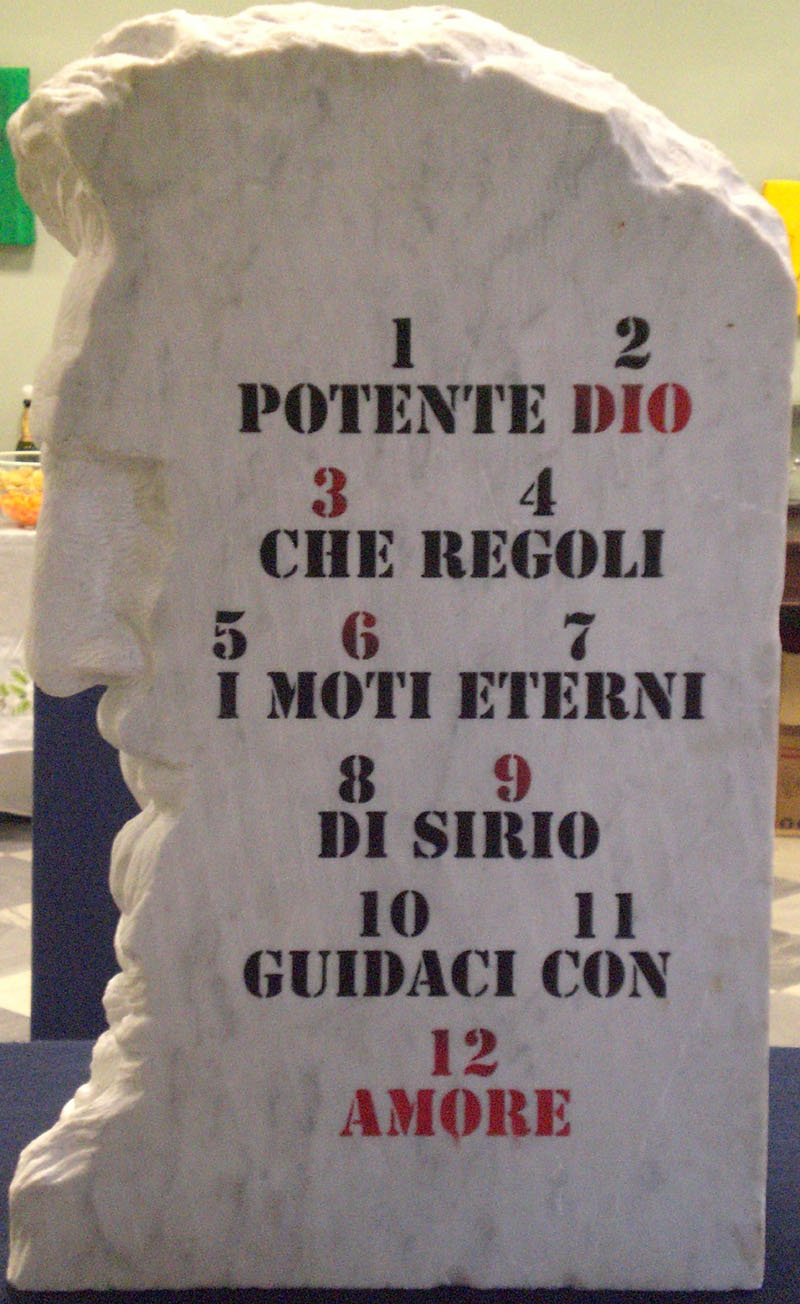 1 2
POTENTE DIO
3 4
CHE REGOLI
5 6 7
I MOTI ETERNI
8 9
DI SIRIO
10 11
GUIDACI CON
12
AMORE